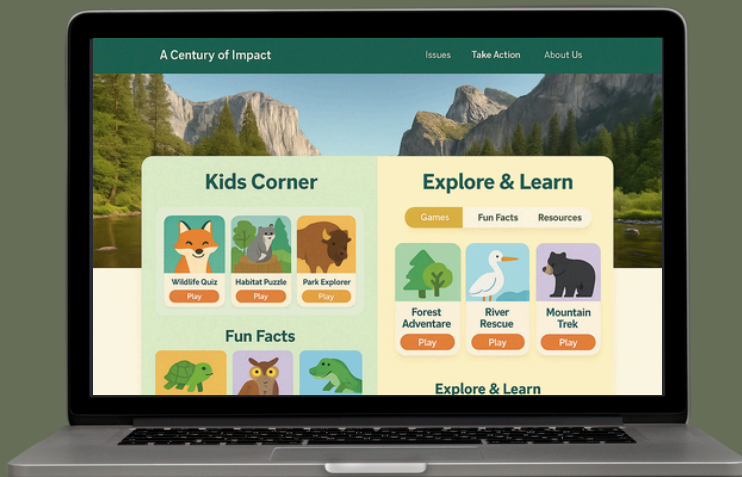 A Century of Impact
Issues
Take Action
About Us
Kids Corner
Wildlife Quiz
Play
Habitat Puzzle
Play
Park Explorer
Play
Fun Facts
Explore & Learn
Games
Fun Facts
Resources
Forest
Adventare
Play
River
Rescue
Play
Mountain
Trek
Play
Explore & Learn